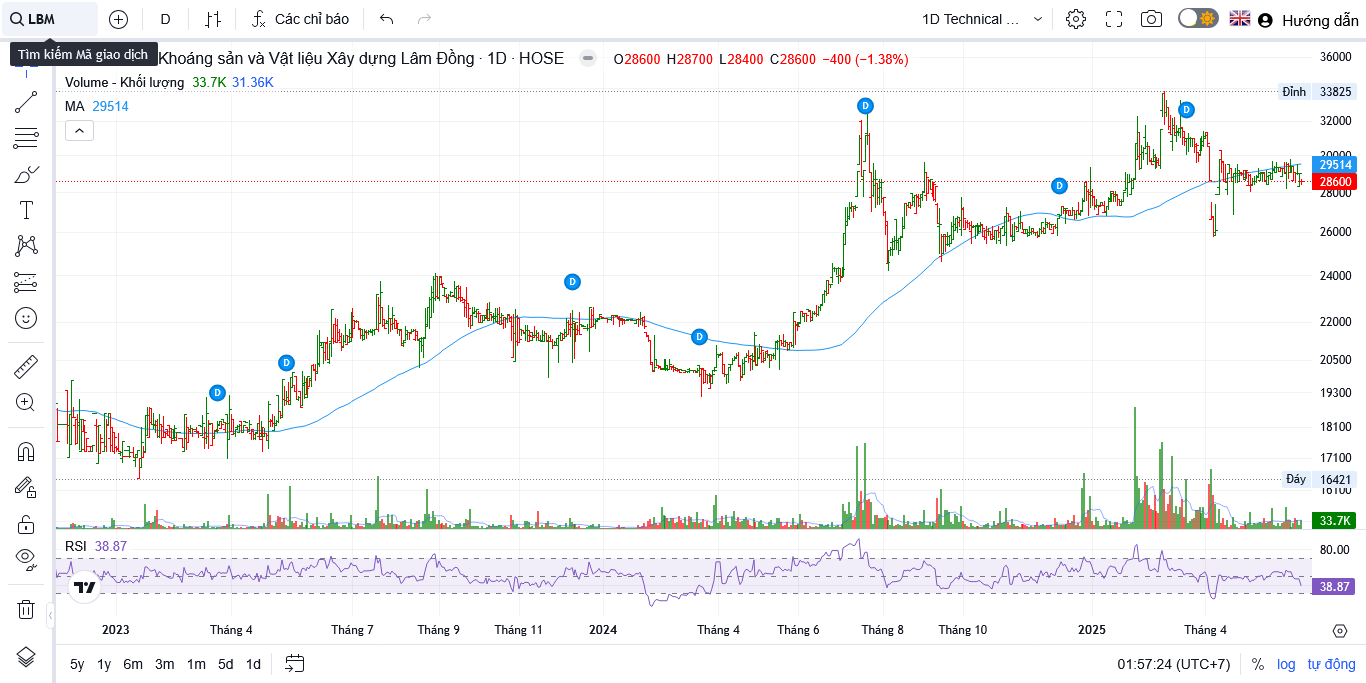 LBM
D
Các chỉ báo
1D Technical ...
Hướng dẫn
Tìm kiếm Mã giao dịch
Khoáng sản và Vật liệu Xây dựng Lâm Đồng · 1D · HOSE
O28600 H28700 L28400 C28600 −400 (−1.38%)
Volume - Khối lượng 33.7K 31.36K
MA 29514
36000
Đỉnh 33825
32000
30000
29514
28600
28000
26000
24000
22000
20500
19300
18100
17100
Đáy 16421
16100
33.7K
D
D
D
D
D
D
D
RSI 38.87
80.00
38.87
2023
Tháng 4
Tháng 7
Tháng 9
Tháng 11
2024
Tháng 4
Tháng 6
Tháng 8
Tháng 10
2025
Tháng 4
5y 1y 6m 3m 1m 5d 1d
01:57:24 (UTC+7)
% log tự động